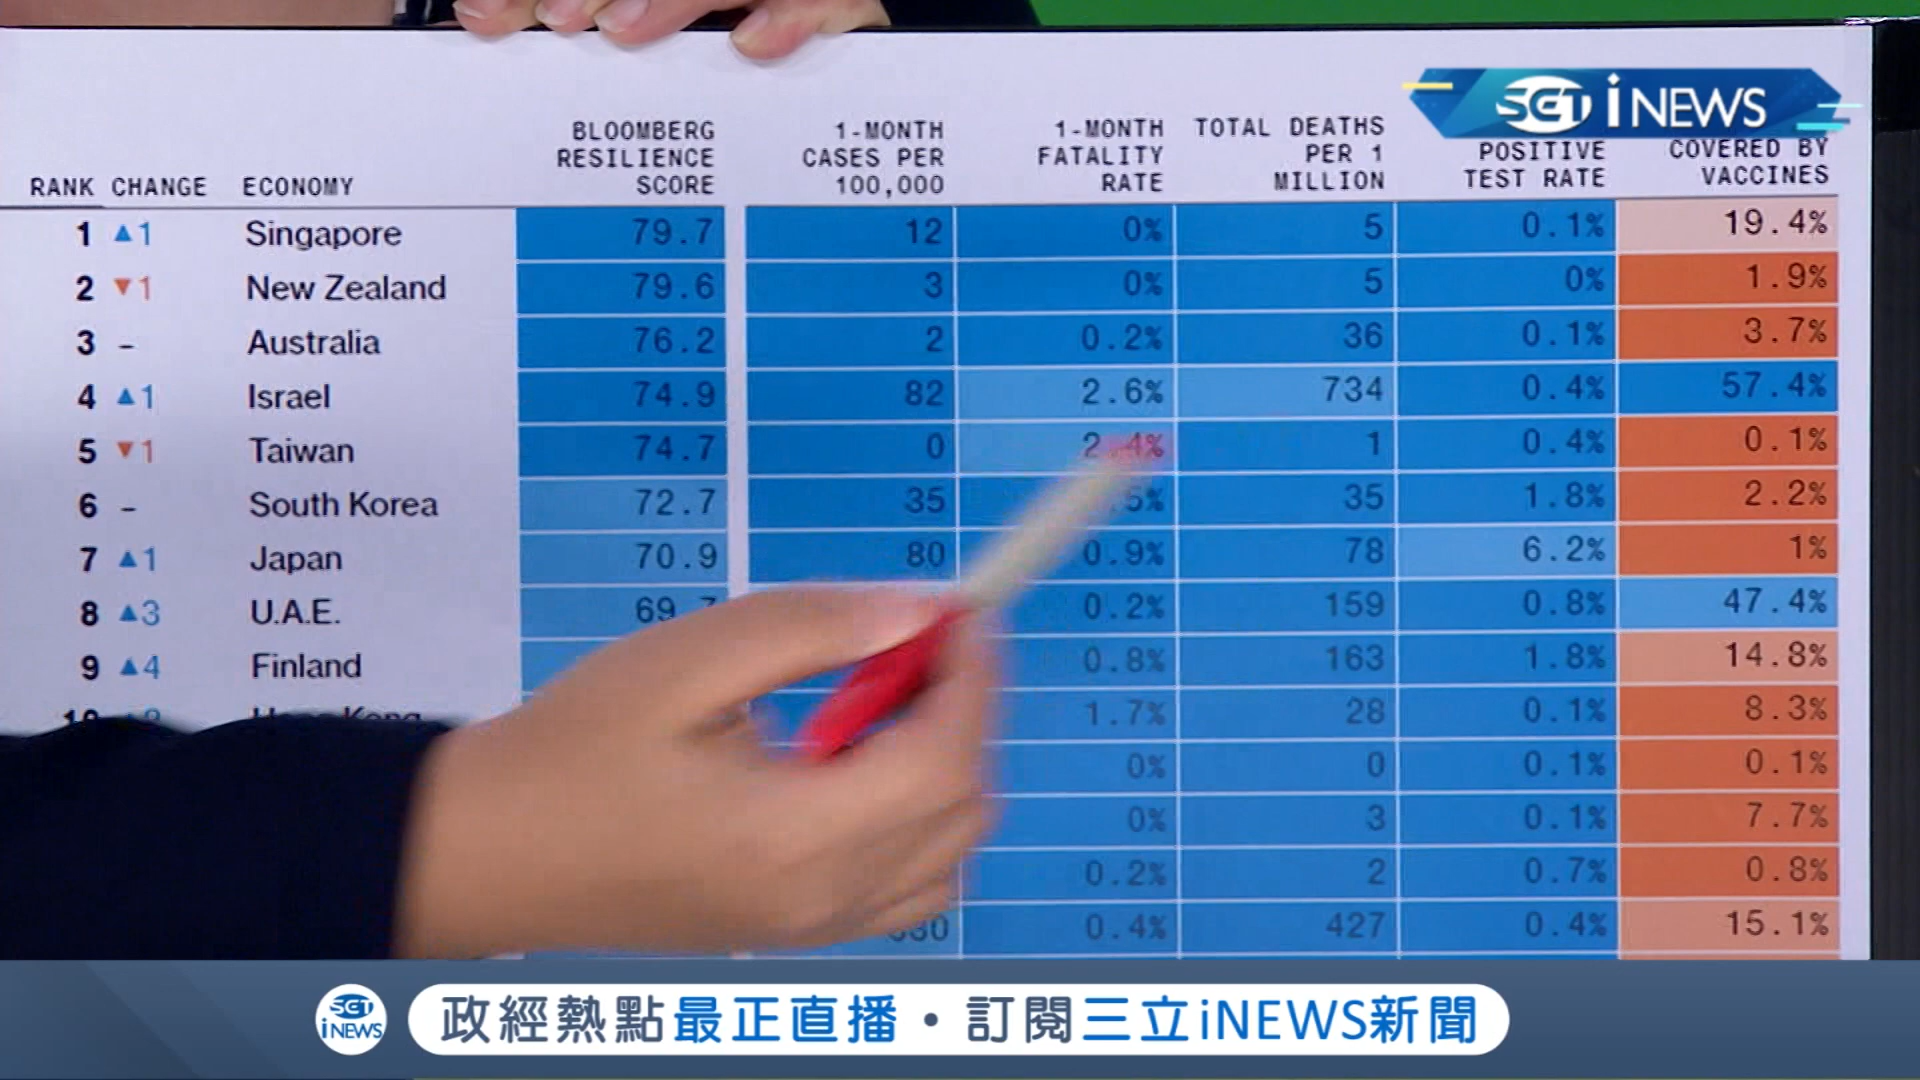 SET iNEWS
BLOOMBERG RESILIENCE SCORE
1-MONTH CASES PER 100,000
1-MONTH FATALITY RATE
TOTAL DEATHS PER 1 MILLION
POSITIVE TEST RATE
COVERED BY VACCINES
RANK CHANGE ECONOMY
1 ▲1 Singapore 79.7 12 0% 5 0.1% 19.4%
2 ▼1 New Zealand 79.6 3 0% 5 0% 1.9%
3 – Australia 76.2 2 0.2% 36 0.1% 3.7%
4 ▲1 Israel 74.9 82 2.6% 734 0.4% 57.4%
5 ▼1 Taiwan 74.7 0 2.4% 1 0.4% 0.1%
6 – South Korea 72.7 35 5% 35 1.8% 2.2%
7 ▲1 Japan 70.9 80 0.9% 78 6.2% 1%
8 ▲3 U.A.E. 69.7 0.2% 159 0.8% 47.4%
9 ▲4 Finland 0.8% 163 1.8% 14.8%
10 Hong Kong 1.7% 28 0.1% 8.3%
0% 0 0.1% 0.1%
0% 3 0.1% 7.7%
0.2% 2 0.7% 0.8%
0.4% 427 0.4% 15.1%
SET iNEWS 政經熱點最正直播・訂閱三立iNEWS新聞